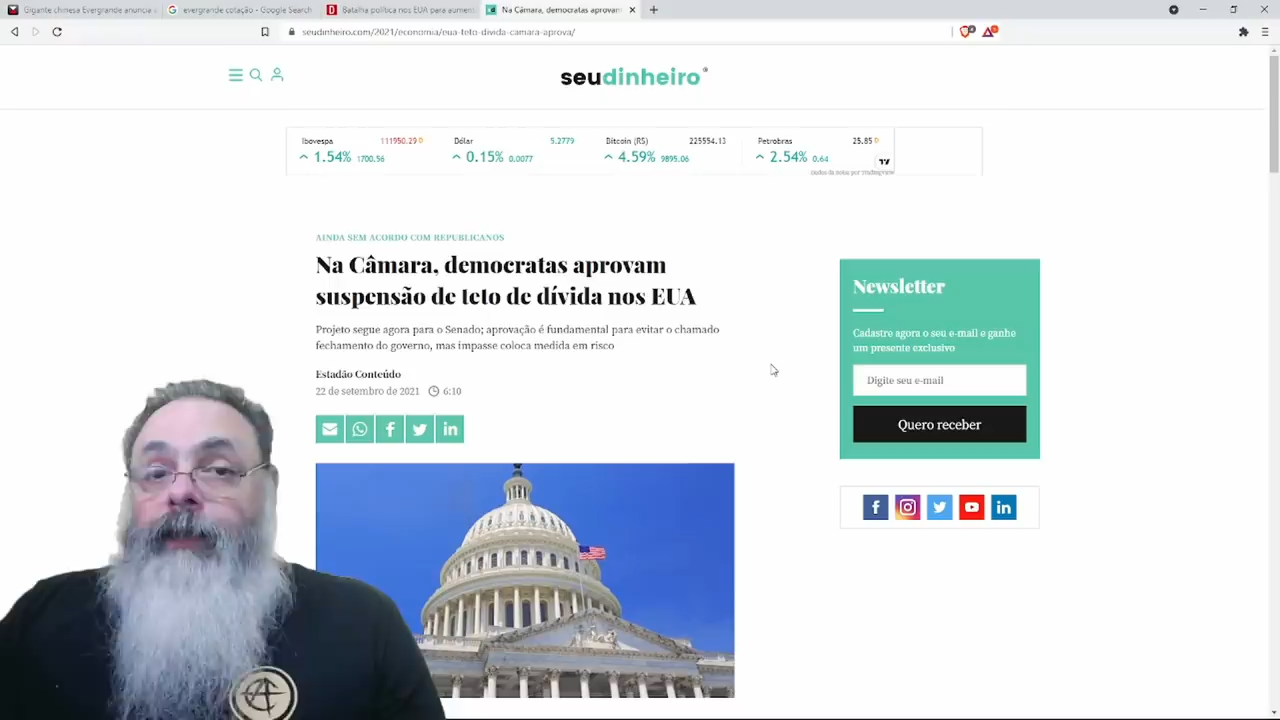 Gigante chinesa Evergrande anuncia a
evergrande cotação - Google Search
Batalha política nos EUA para aument
Na Câmara, democratas aprovam
seudinheiro.com/2021/economia/eua-teto-divida-camara-aprova/
seudinheiro
Ibovespa 111950.29 D
1.54% 1700.56
Dólar 5.2779
0.15% 0.0077
Bitcoin (R$) 225554.13
4.59% 9895.06
Petrobras 25.85 D
2.54% 0.64
AINDA SEM ACORDO COM REPUBLICANOS
Na Câmara, democratas aprovam
suspensão de teto de dívida nos EUA
Projeto segue agora para o Senado; aprovação é fundamental para evitar o chamado
fechamento do governo, mas impasse coloca medida em risco
Estadão Conteúdo
22 de setembro de 2021 6:10
Newsletter
Cadastre agora o seu e-mail e ganhe
um presente exclusivo
Digite seu e-mail
Quero receber